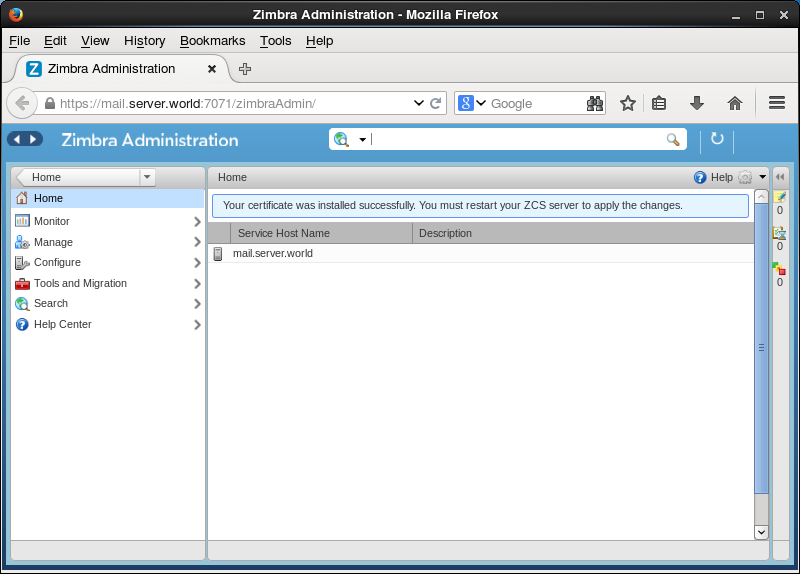 Zimbra Administration - Mozilla Firefox
File Edit View History Bookmarks Tools Help
Z Zimbra Administration
https://mail.server.world:7071/zimbraAdmin/
8 Google
Zimbra Administration
Home
Home
Monitor
Manage
Configure
Tools and Migration
Search
Help Center
Home
Help
Your certificate was installed successfully. You must restart your ZCS server to apply the changes.
Service Host Name Description
mail.server.world
0
0
0